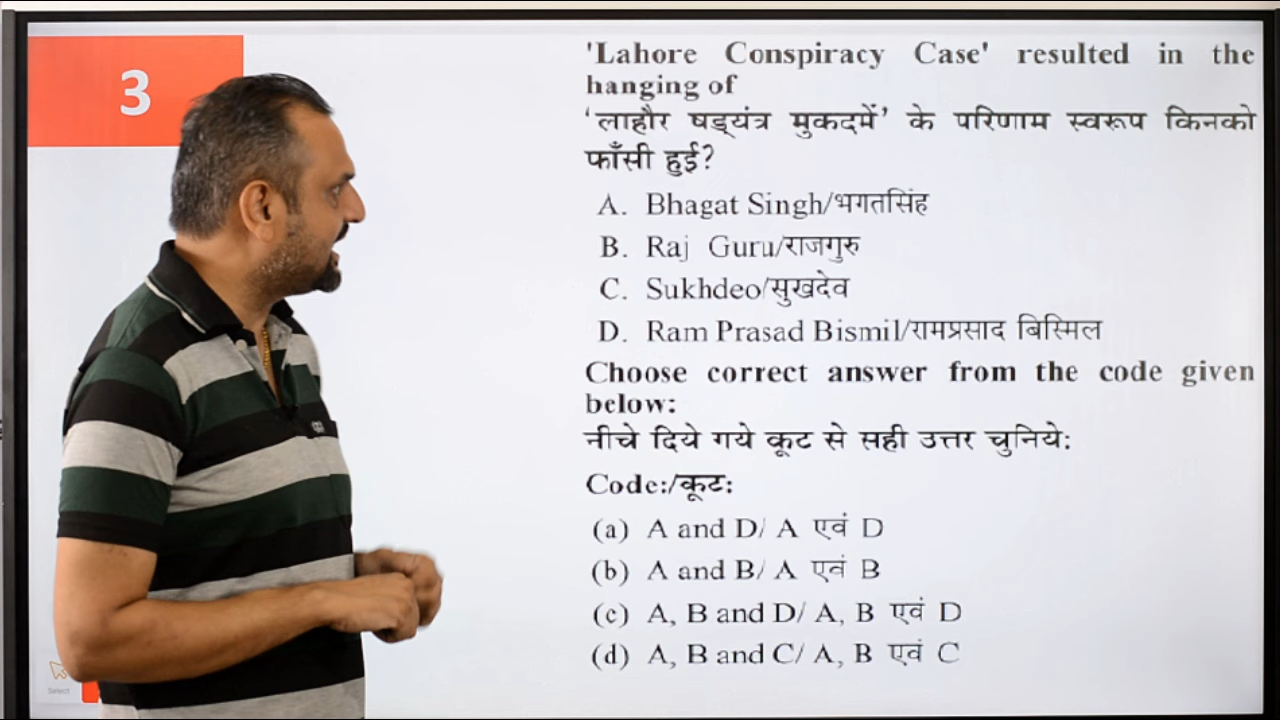 3
'Lahore Conspiracy Case' resulted in the
hanging of
'लाहौर षड्यंत्र मुकदमें' के परिणाम स्वरूप किनको
फाँसी हुई?
A. Bhagat Singh/भगतसिंह
B. Raj Guru/राजगुरु
C. Sukhdeo/सुखदेव
D. Ram Prasad Bismil/रामप्रसाद बिस्मिल
Choose correct answer from the code given
below:
नीचे दिये गये कूट से सही उत्तर चुनिये:
Code:/कूट:
(a) A and D/ A एवं D
(b) A and B/ A एवं B
(c) A, B and D/ A, B एवं D
(d) A, B and C/ A, B एवं C
Select